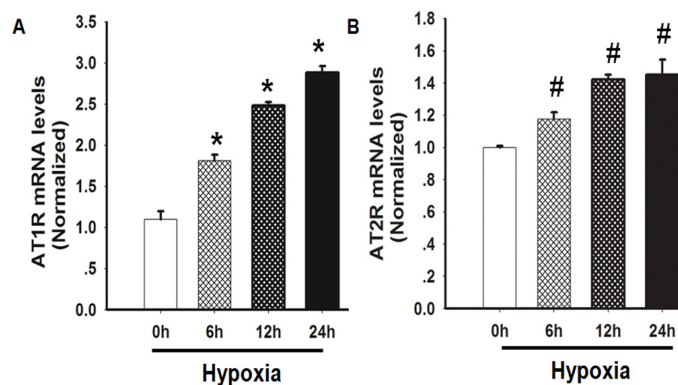 A
AT1R mRNA levels
(Normalized)
3.5
3.0
2.5
2.0
1.5
1.0
.5
0.0
*
*
*
0h 6h 12h 24h
Hypoxia
B
AT2R mRNA levels
(Normalized)
1.8
1.6
1.4
1.2
1.0
.8
.6
.4
.2
0.0
#
#
#
0h 6h 12h 24h
Hypoxia